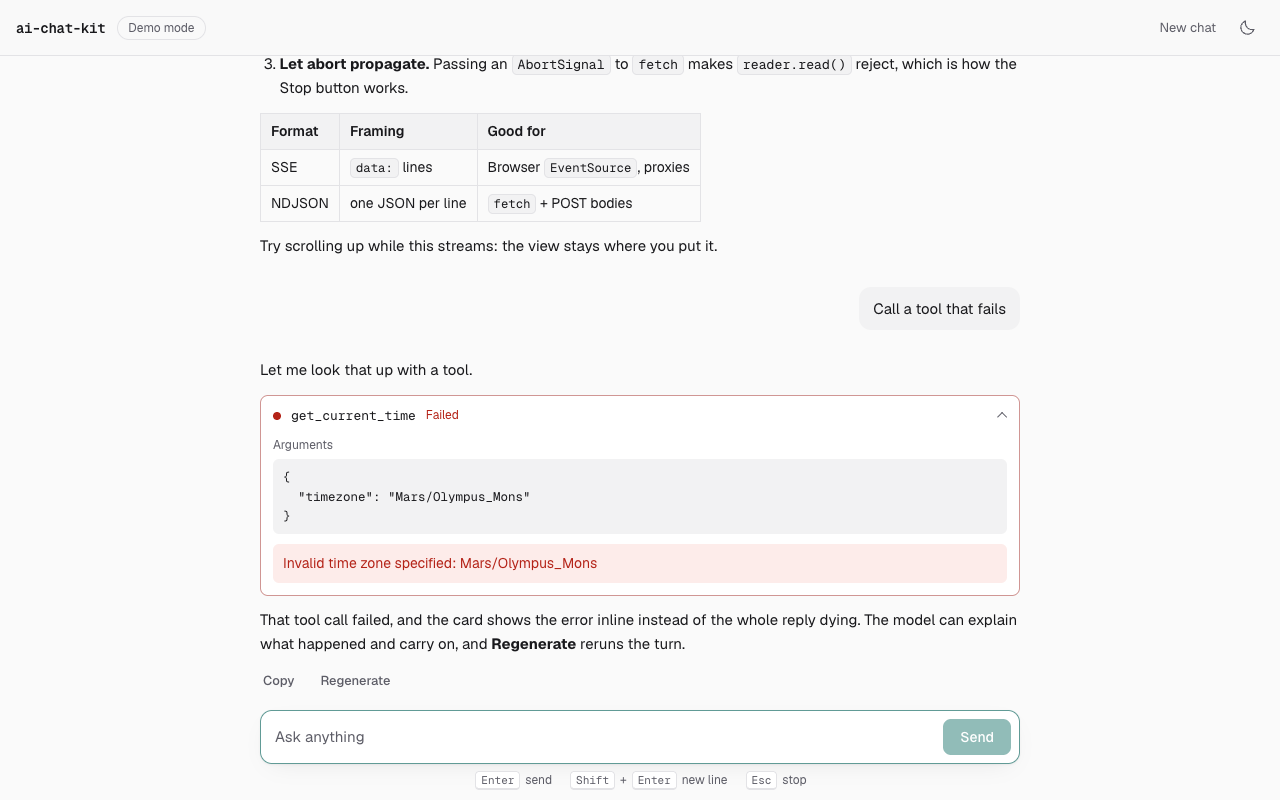 ai-chat-kit Demo mode New chat
3. Let abort propagate. Passing an AbortSignal to fetch makes reader.read() reject, which is how the
Stop button works.
Format Framing Good for
SSE data: lines Browser EventSource, proxies
NDJSON one JSON per line fetch + POST bodies
Try scrolling up while this streams: the view stays where you put it.
Call a tool that fails
Let me look that up with a tool.
get_current_time Failed
Arguments
{
  "timezone": "Mars/Olympus_Mons"
}
Invalid time zone specified: Mars/Olympus_Mons
That tool call failed, and the card shows the error inline instead of the whole reply dying. The model can explain
what happened and carry on, and Regenerate reruns the turn.
Copy Regenerate
Ask anything Send
Enter send Shift + Enter new line Esc stop